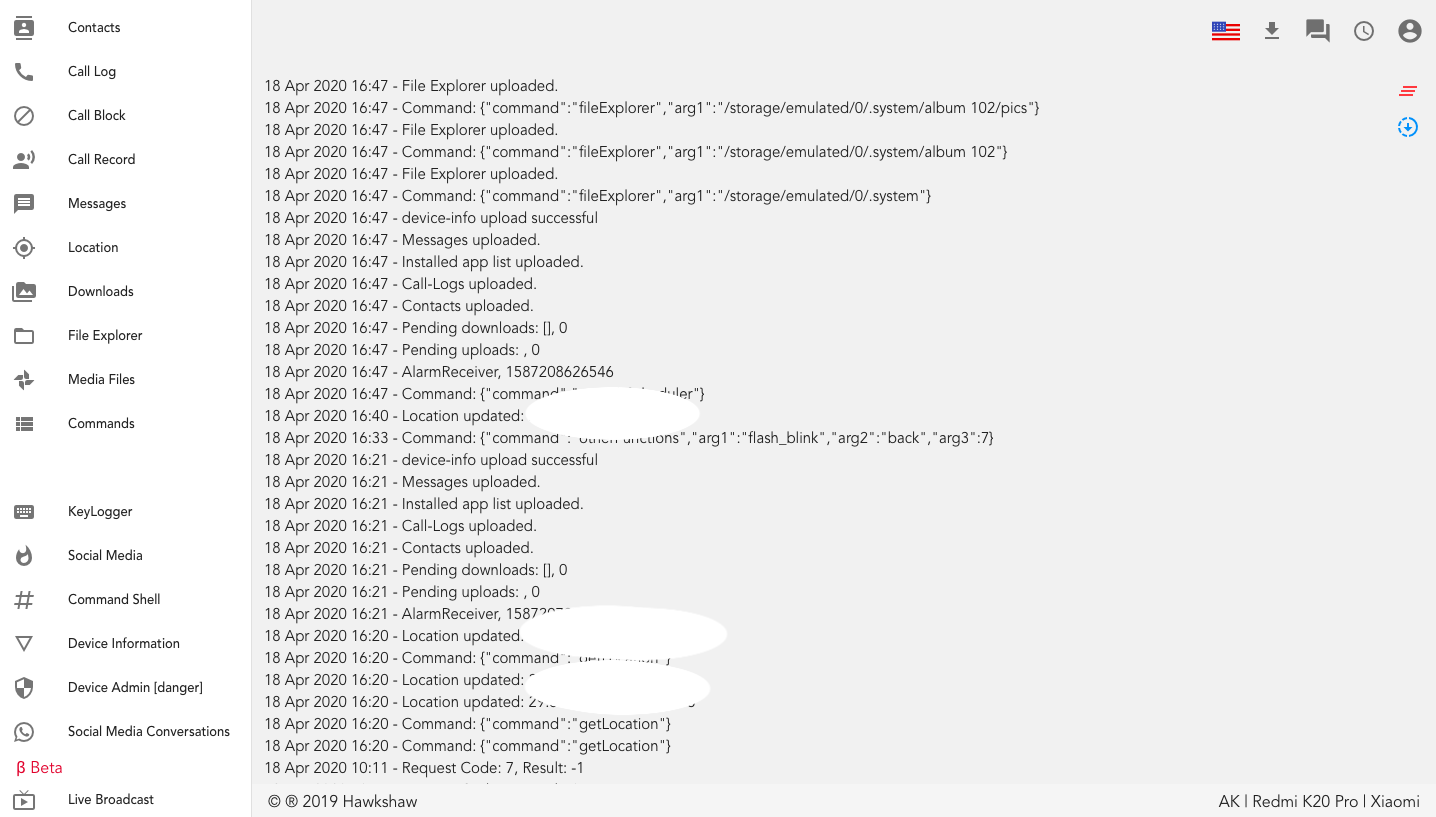 Contacts
Call Log
Call Block
Call Record
Messages
Location
Downloads
File Explorer
Media Files
Commands
KeyLogger
Social Media
Command Shell
Device Information
Device Admin [danger]
Social Media Conversations
β Beta
Live Broadcast
18 Apr 2020 16:47 - File Explorer uploaded.
18 Apr 2020 16:47 - Command: {"command":"fileExplorer","arg1":"/storage/emulated/0/.system/album 102/pics"}
18 Apr 2020 16:47 - File Explorer uploaded.
18 Apr 2020 16:47 - Command: {"command":"fileExplorer","arg1":"/storage/emulated/0/.system/album 102"}
18 Apr 2020 16:47 - File Explorer uploaded.
18 Apr 2020 16:47 - Command: {"command":"fileExplorer","arg1":"/storage/emulated/0/.system"}
18 Apr 2020 16:47 - device-info upload successful
18 Apr 2020 16:47 - Messages uploaded.
18 Apr 2020 16:47 - Installed app list uploaded.
18 Apr 2020 16:47 - Call-Logs uploaded.
18 Apr 2020 16:47 - Contacts uploaded.
18 Apr 2020 16:47 - Pending downloads: [], 0
18 Apr 2020 16:47 - Pending uploads: , 0
18 Apr 2020 16:47 - AlarmReceiver, 1587208626546
18 Apr 2020 16:47 - Command: {"command"
18 Apr 2020 16:40 - Location updated:
18 Apr 2020 16:33 - Command: {"command":"otherFunctions","arg1":"flash_blink","arg2":"back","arg3":7}
18 Apr 2020 16:21 - device-info upload successful
18 Apr 2020 16:21 - Messages uploaded.
18 Apr 2020 16:21 - Installed app list uploaded.
18 Apr 2020 16:21 - Call-Logs uploaded.
18 Apr 2020 16:21 - Contacts uploaded.
18 Apr 2020 16:21 - Pending downloads: [], 0
18 Apr 2020 16:21 - Pending uploads: , 0
18 Apr 2020 16:21 - AlarmReceiver,
18 Apr 2020 16:20 - Location updated:
18 Apr 2020 16:20 - Command: {"command":"getLocation"}
18 Apr 2020 16:20 - Location updated:
18 Apr 2020 16:20 - Location updated:
18 Apr 2020 16:20 - Command: {"command":"getLocation"}
18 Apr 2020 16:20 - Command: {"command":"getLocation"}
18 Apr 2020 10:11 - Request Code: 7, Result: -1
© ® 2019 Hawkshaw
AK | Redmi K20 Pro | Xiaomi